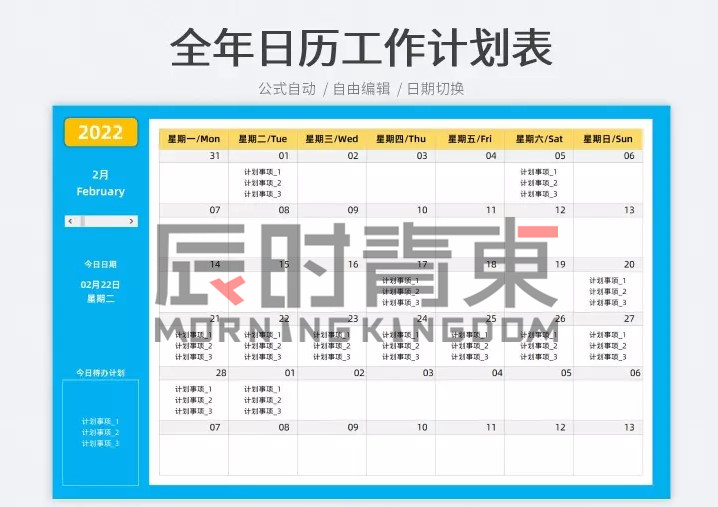 全年日历工作计划表
公式自动 / 自由编辑 / 日期切换
2022
2月
February
今日日期
02月22日
星期二
今日待办计划
计划事项_1
计划事项_2
计划事项_3
星期一/Mon 星期二/Tue 星期三/Wed 星期四/Thu 星期五/Fri 星期六/Sat 星期日/Sun
31 01 02 03 04 05 06
计划事项_1 计划事项_1
计划事项_2 计划事项_2
计划事项_3 计划事项_3
07 08 09 10 11 12 13
辰时青東
14 15 16 17 18 19 20
计划事项_1 计划事项_1
计划事项_2 计划事项_2
计划事项_3 计划事项_3
21 22 23 24 25 26 27
MORNING KINGDOM
计划事项_1 计划事项_1 计划事项_1 计划事项_1 计划事项_1 计划事项_1 计划事项_1
计划事项_2 计划事项_2 计划事项_2 计划事项_2 计划事项_2 计划事项_2 计划事项_2
计划事项_3 计划事项_3 计划事项_3 计划事项_3 计划事项_3 计划事项_3 计划事项_3
28 01 02 03 04 05 06
计划事项_1 计划事项_1
计划事项_2 计划事项_2
计划事项_3 计划事项_3
07 08 09 10 11 12 13